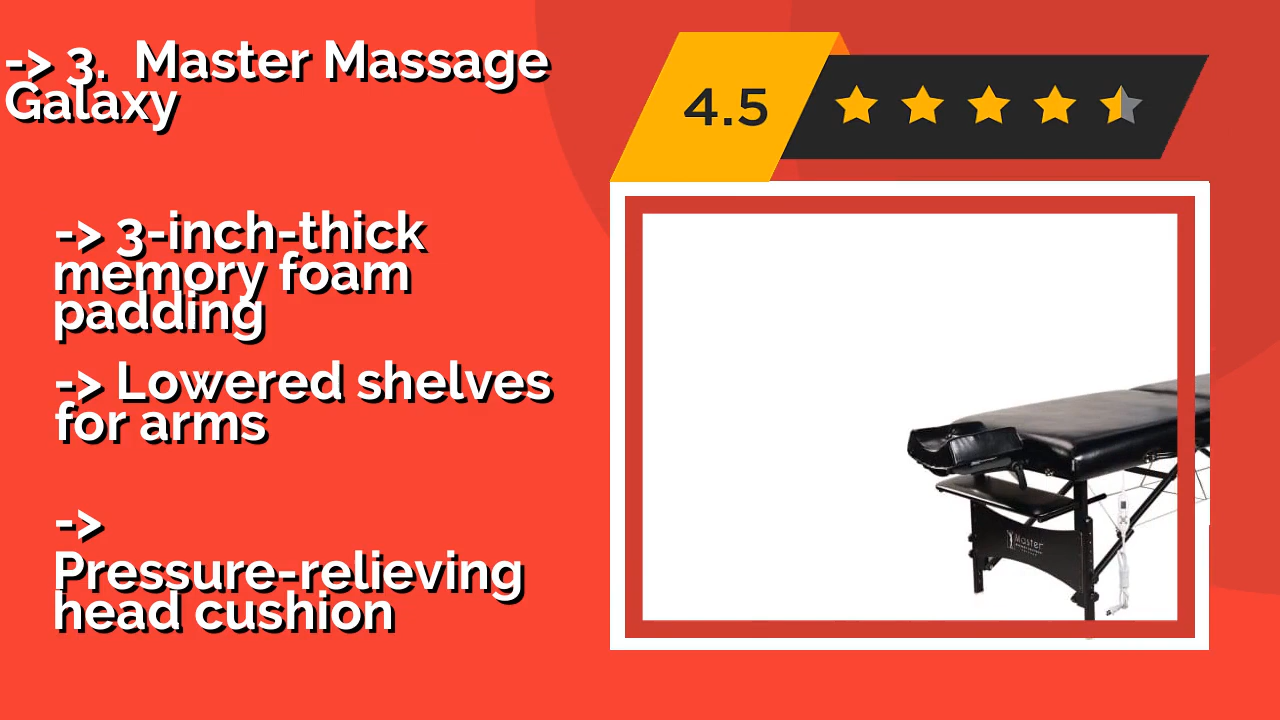 -> 3.  Master Massage
Galaxy
4.5
-> 3-inch-thick
memory foam
padding
-> Lowered shelves
for arms
->
Pressure-relieving
head cushion
Master